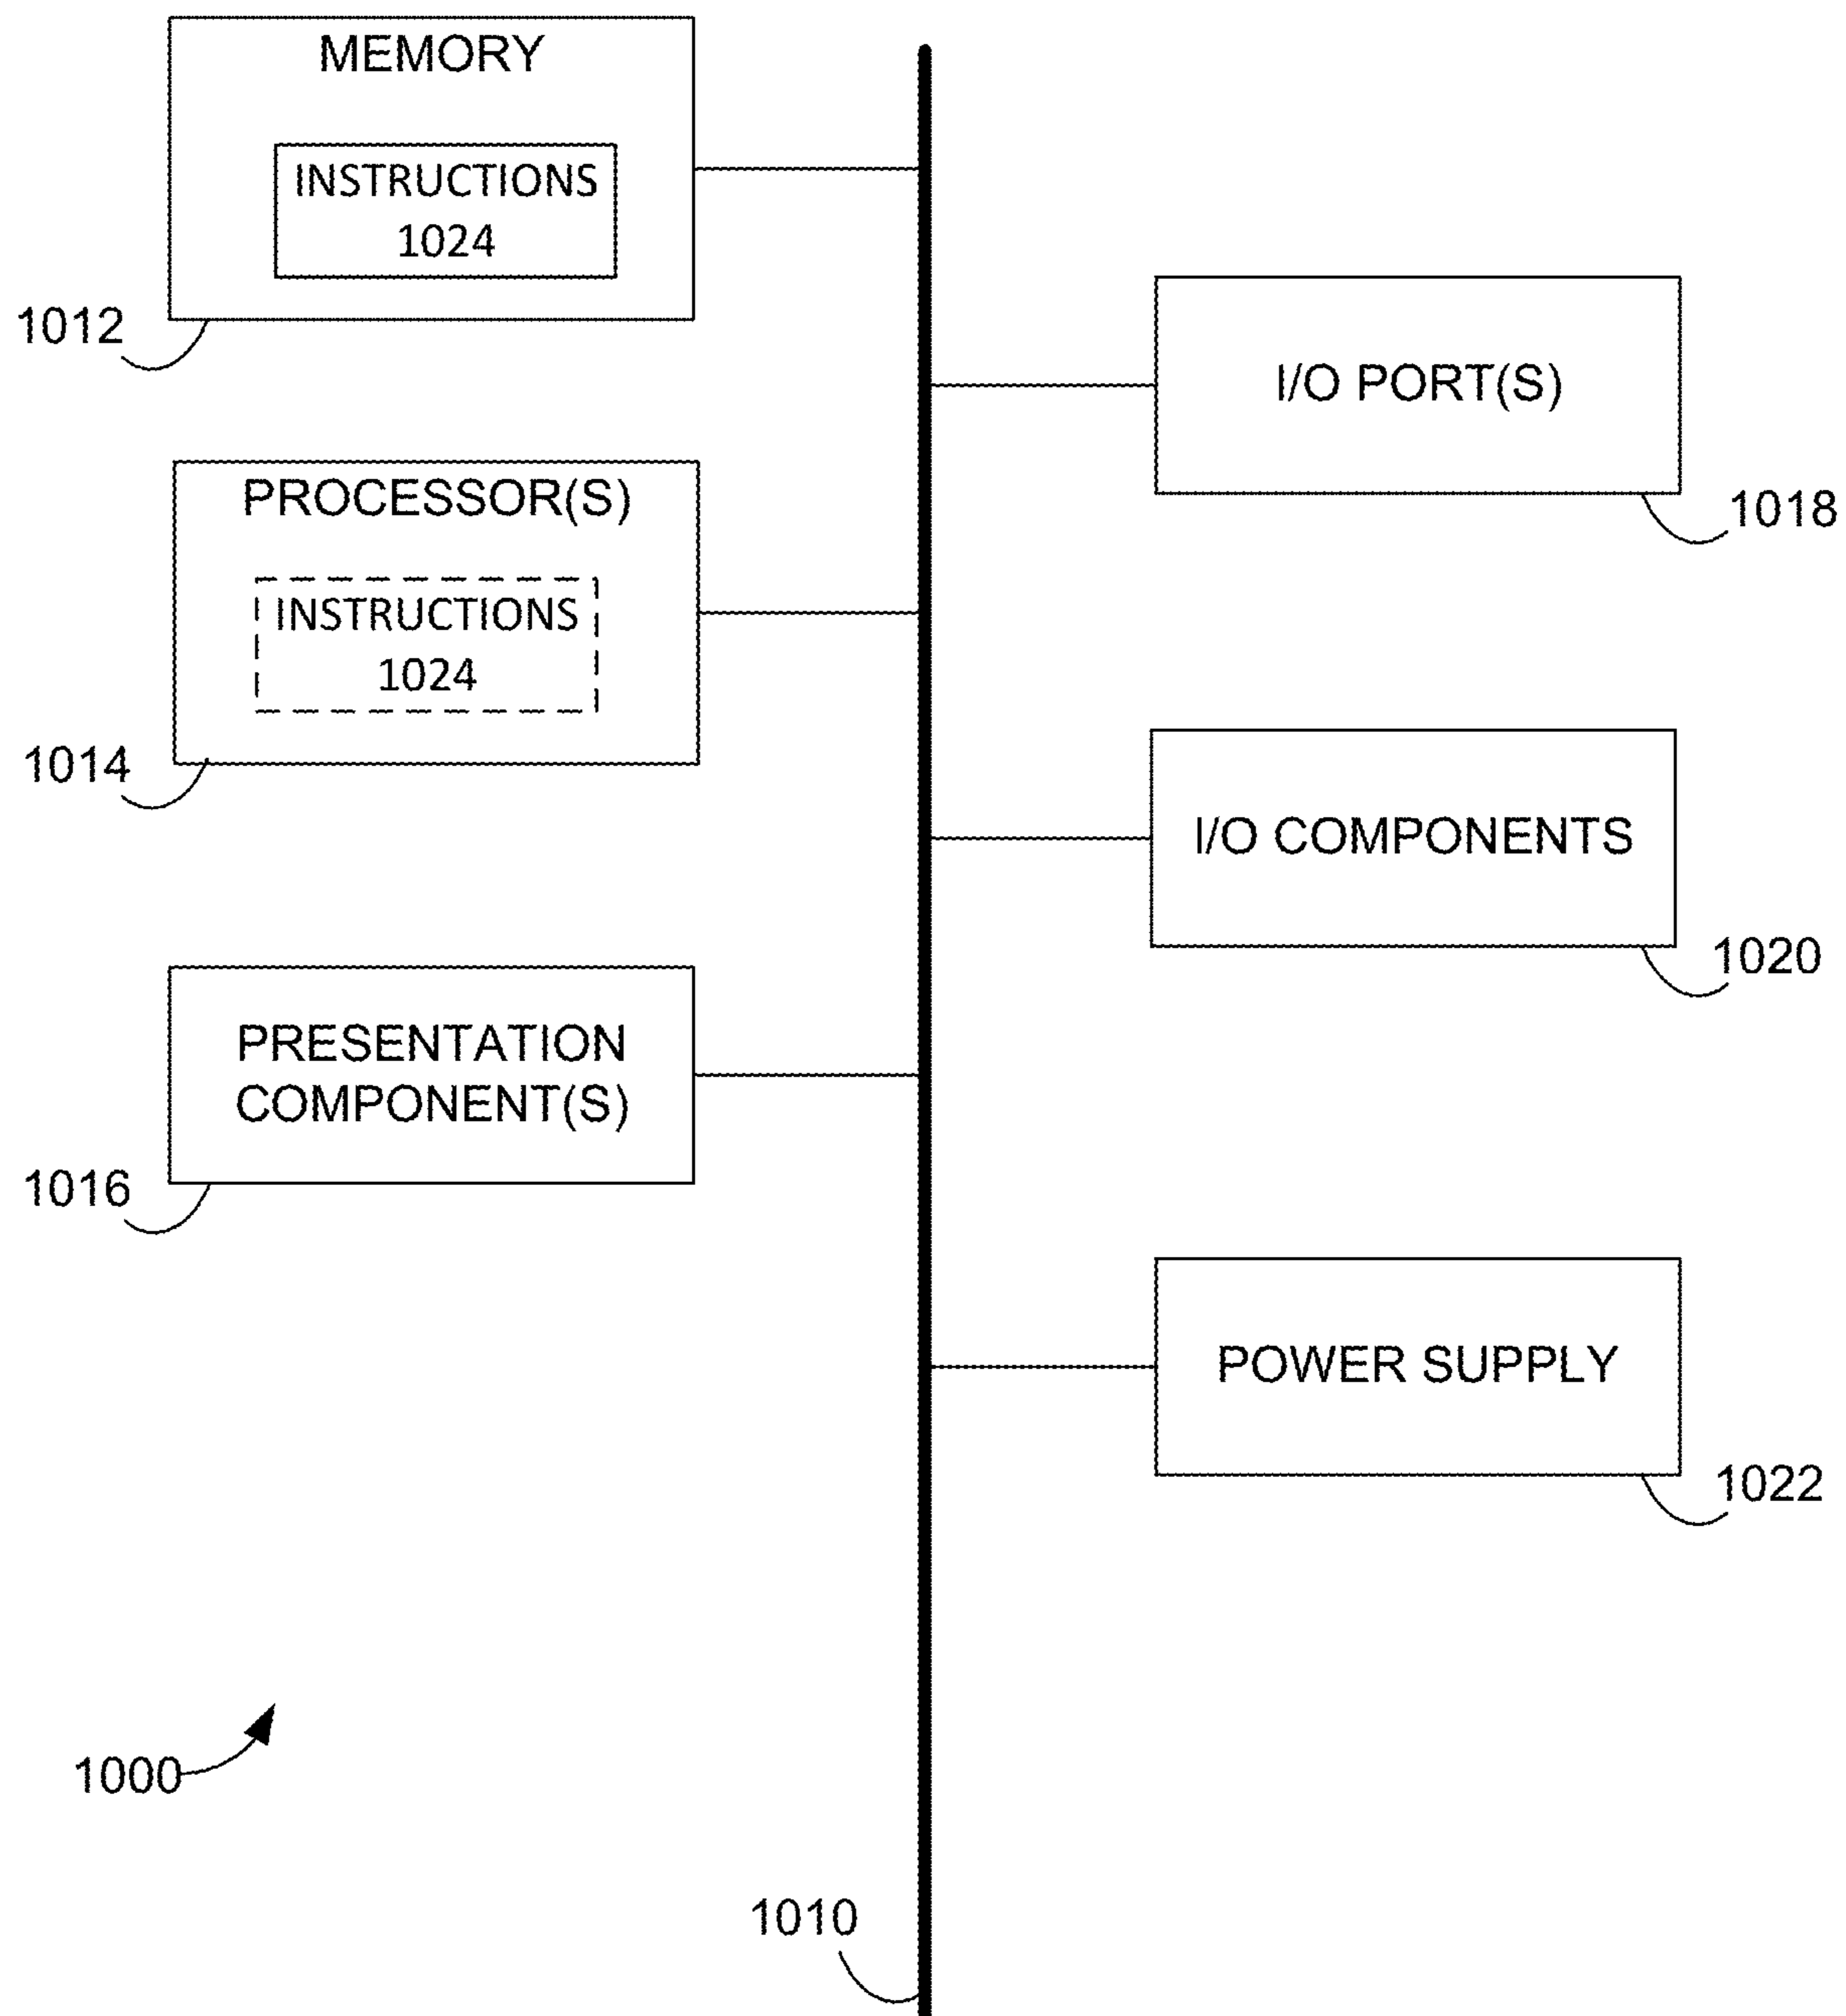 MEMORY
INSTRUCTIONS
1024
1012
PROCESSOR(S)
INSTRUCTIONS
1024
1014
PRESENTATION
COMPONENT(S)
1016
I/O PORT(S)
1018
I/O COMPONENTS
1020
POWER SUPPLY
1022
1000
1010